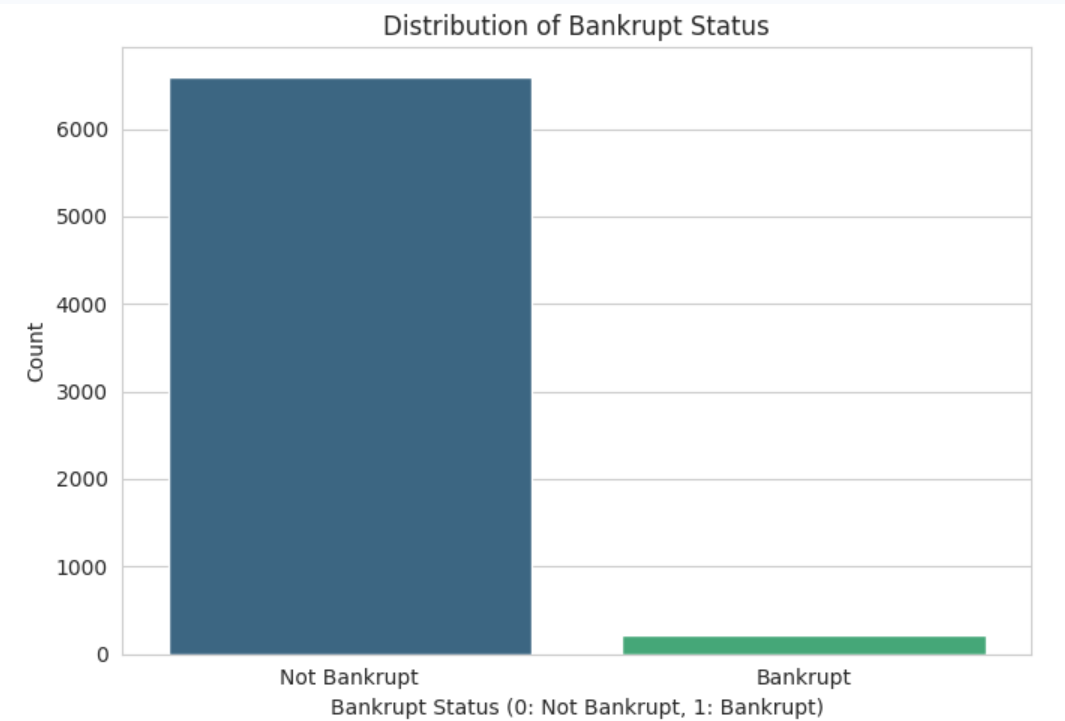 Distribution of Bankrupt Status
6000
5000
4000
3000
2000
1000
0
Count
Not Bankrupt
Bankrupt
Bankrupt Status (0: Not Bankrupt, 1: Bankrupt)